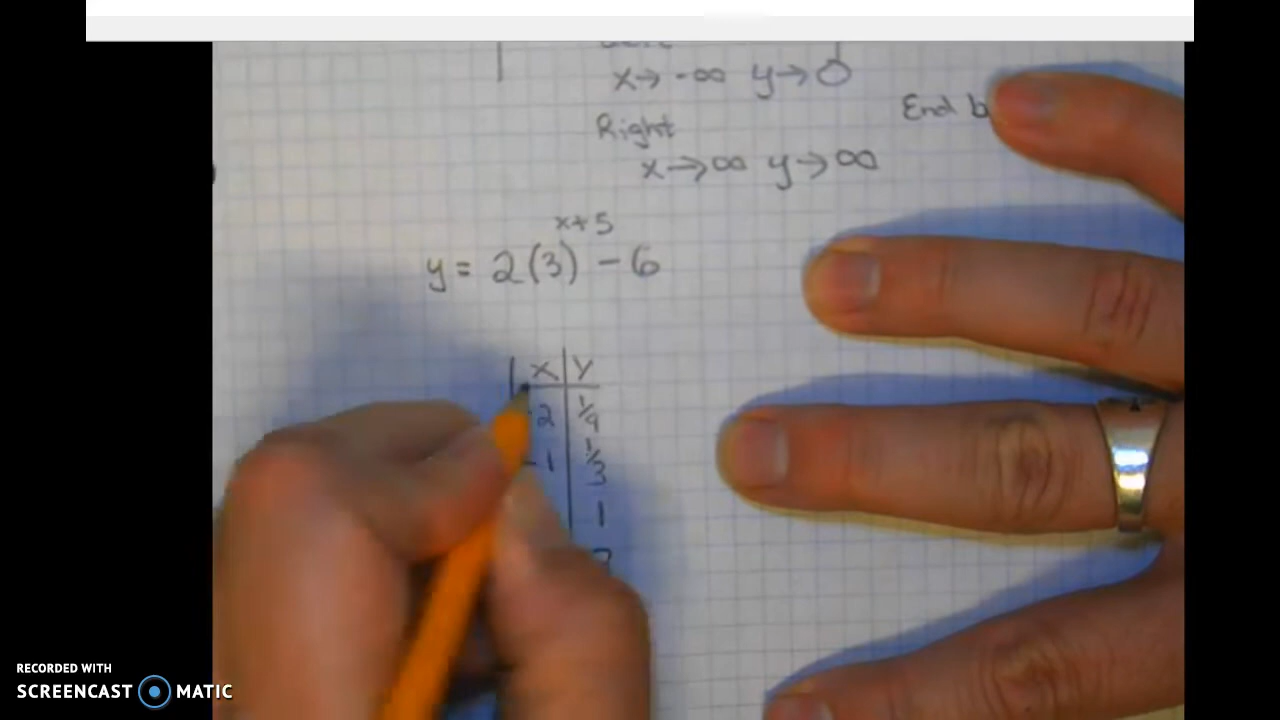 x→ -∞ y→0
End b
Right
x→∞ y→∞
y = 2(3)^{x+5} - 6
X Y
-2 1/9
-1 1/3
1
RECORDED WITH
SCREENCAST MATIC